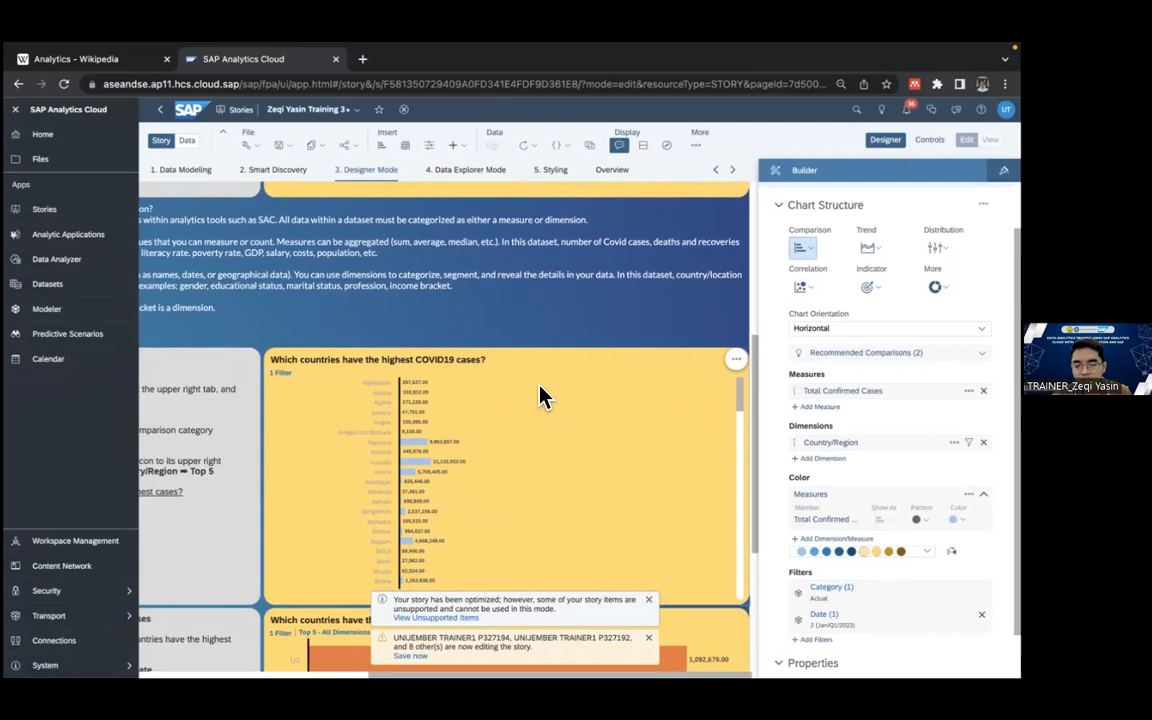 Analytics - Wikipedia
SAP Analytics Cloud
aseandse.ap11.hcs.cloud.sap/sap/fpa/ui/app.html#/story&/s/F581350729409A0FD341E4FDF9D361E8/?mode=edit&resourceType=STORY&pageId=7d500...
SAP Analytics Cloud
SAP
Stories
Zeqi Yasin Training 3+
36
UT
Home
Files
Apps
Stories
Analytic Applications
Data Analyzer
Datasets
Modeler
Predictive Scenarios
Calendar
Workspace Management
Content Network
Security
Transport
Connections
System
Story
Data
File
Insert
Data
Display
More
Designer
Controls
Edit
View
1. Data Modeling
2. Smart Discovery
3. Designer Mode
4. Data Explorer Mode
5. Styling
Overview
on?
s within analytics tools such as SAC. All data within a dataset must be categorized as either a measure or dimension.
ues that you can measure or count. Measures can be aggregated (sum, average, median, etc.). In this dataset, number of Covid cases, deaths and recoveries
literacy rate. poverty rate, GDP, salary, costs, population, etc.
as names, dates, or geographical data). You can use dimensions to categorize, segment, and reveal the details in your data. In this dataset, country/location
examples: gender, educational status, marital status, profession, income bracket.
cket is a dimension.
the upper right tab, and
mparison category
con to its upper right
ry/Region ➡ Top 5
hest cases?
ses
ntries have the highest
ate
Which countries have the highest COVID19 cases?
1 Filter
Which countries have th
1 Filter
Top 5 - All Dimensions
US
1,092,679.00
Your story has been optimized; however, some of your story items are
unsupported and cannot be used in this mode.
View Unsupported Items
UNIJEMBER TRAINER1 P327194, UNIJEMBER TRAINER1 P327192,
and 8 other(s) are now editing the story.
Save now
Builder
Chart Structure
Comparison
Trend
Distribution
Correlation
Indicator
More
Chart Orientation
Horizontal
Recommended Comparisons (2)
Measures
Total Confirmed Cases
+ Add Measure
Dimensions
Country/Region
+ Add Dimension
Color
Measures
Member
Show As
Pattern
Color
Total Confirmed ...
+ Add Dimension/Measure
Filters
Category (1)
Actual
Date (1)
2 (Jan/Q1/2023)
+ Add Filters
Properties
TRAINER_Zeqi Yasin